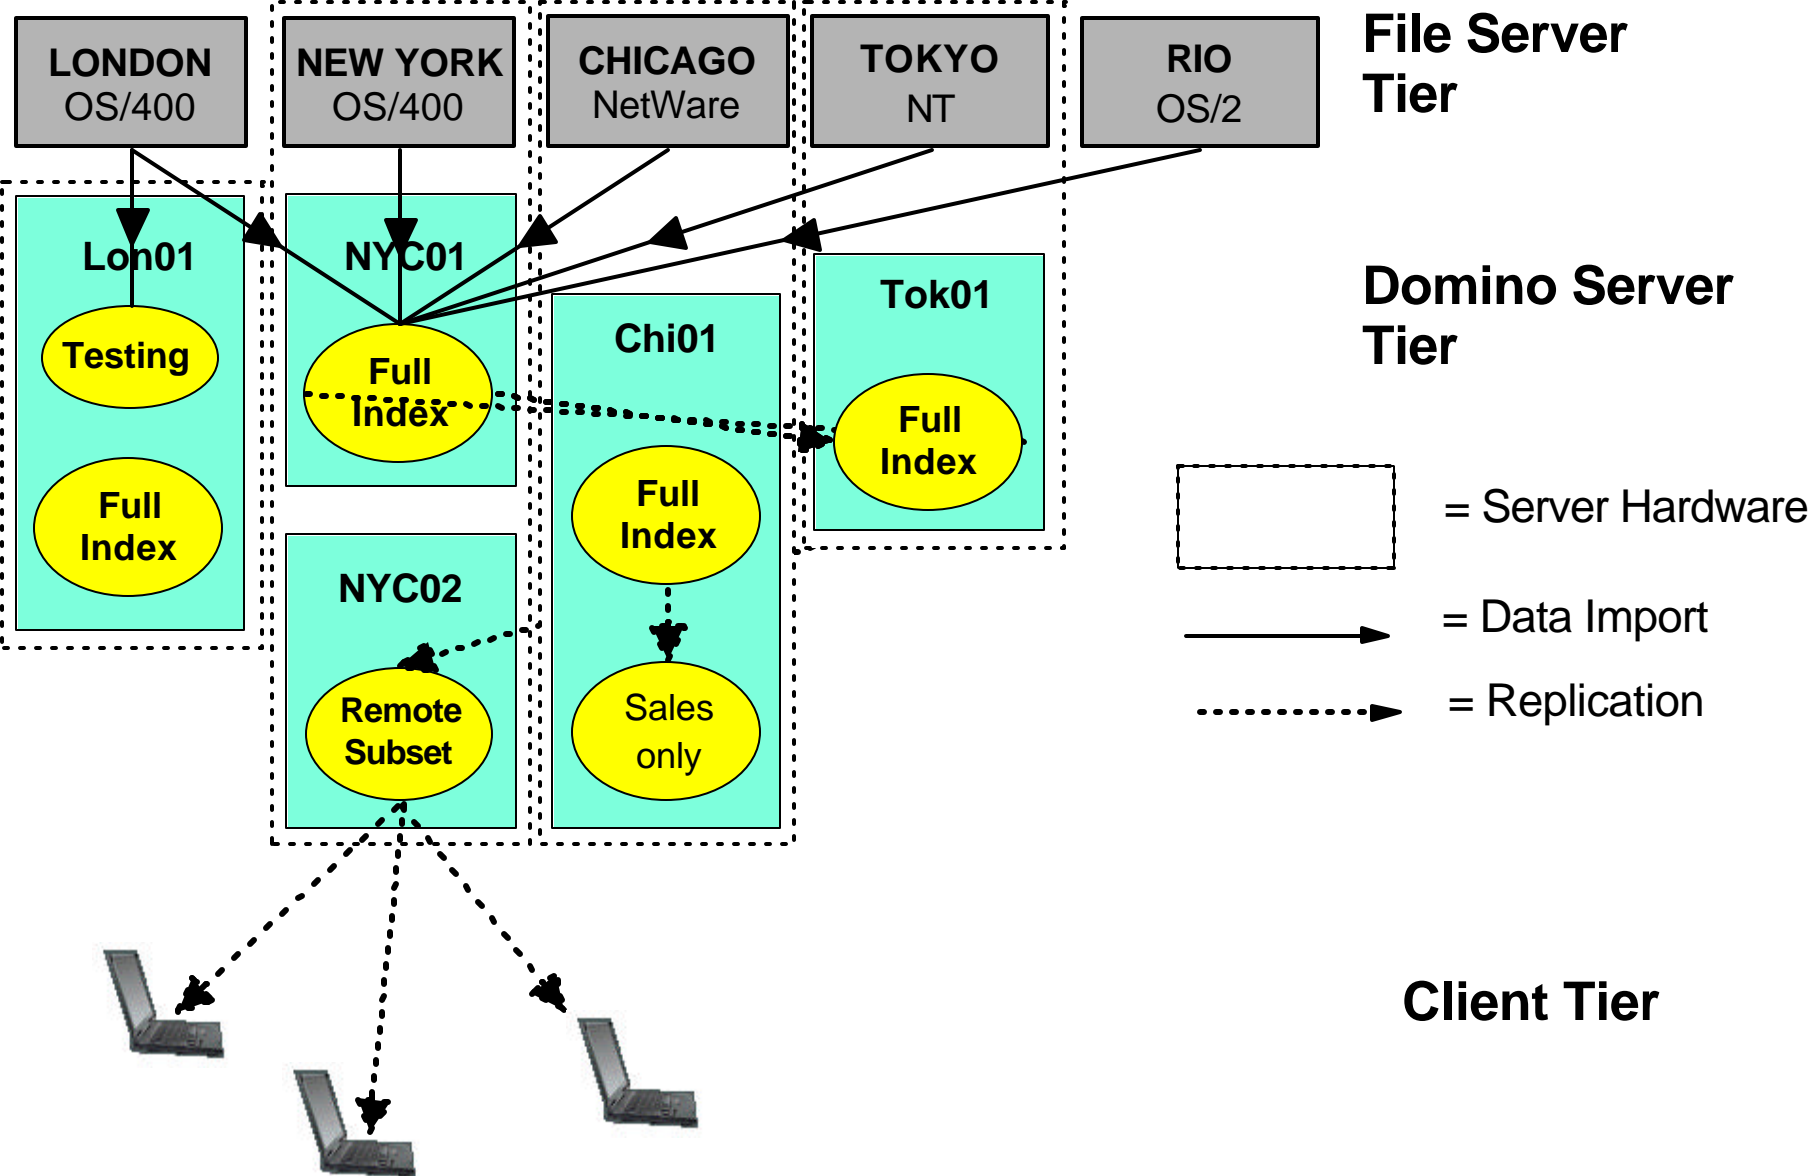 LONDON
OS/400
NEW YORK
OS/400
CHICAGO
NetWare
TOKYO
NT
RIO
OS/2
File Server
Tier
Lon01
Testing
Full
Index
NYC01
Full
Index
NYC02
Remote
Subset
Chi01
Full
Index
Sales
only
Tok01
Full
Index
Domino Server
Tier
= Server Hardware
= Data Import
= Replication
Client Tier